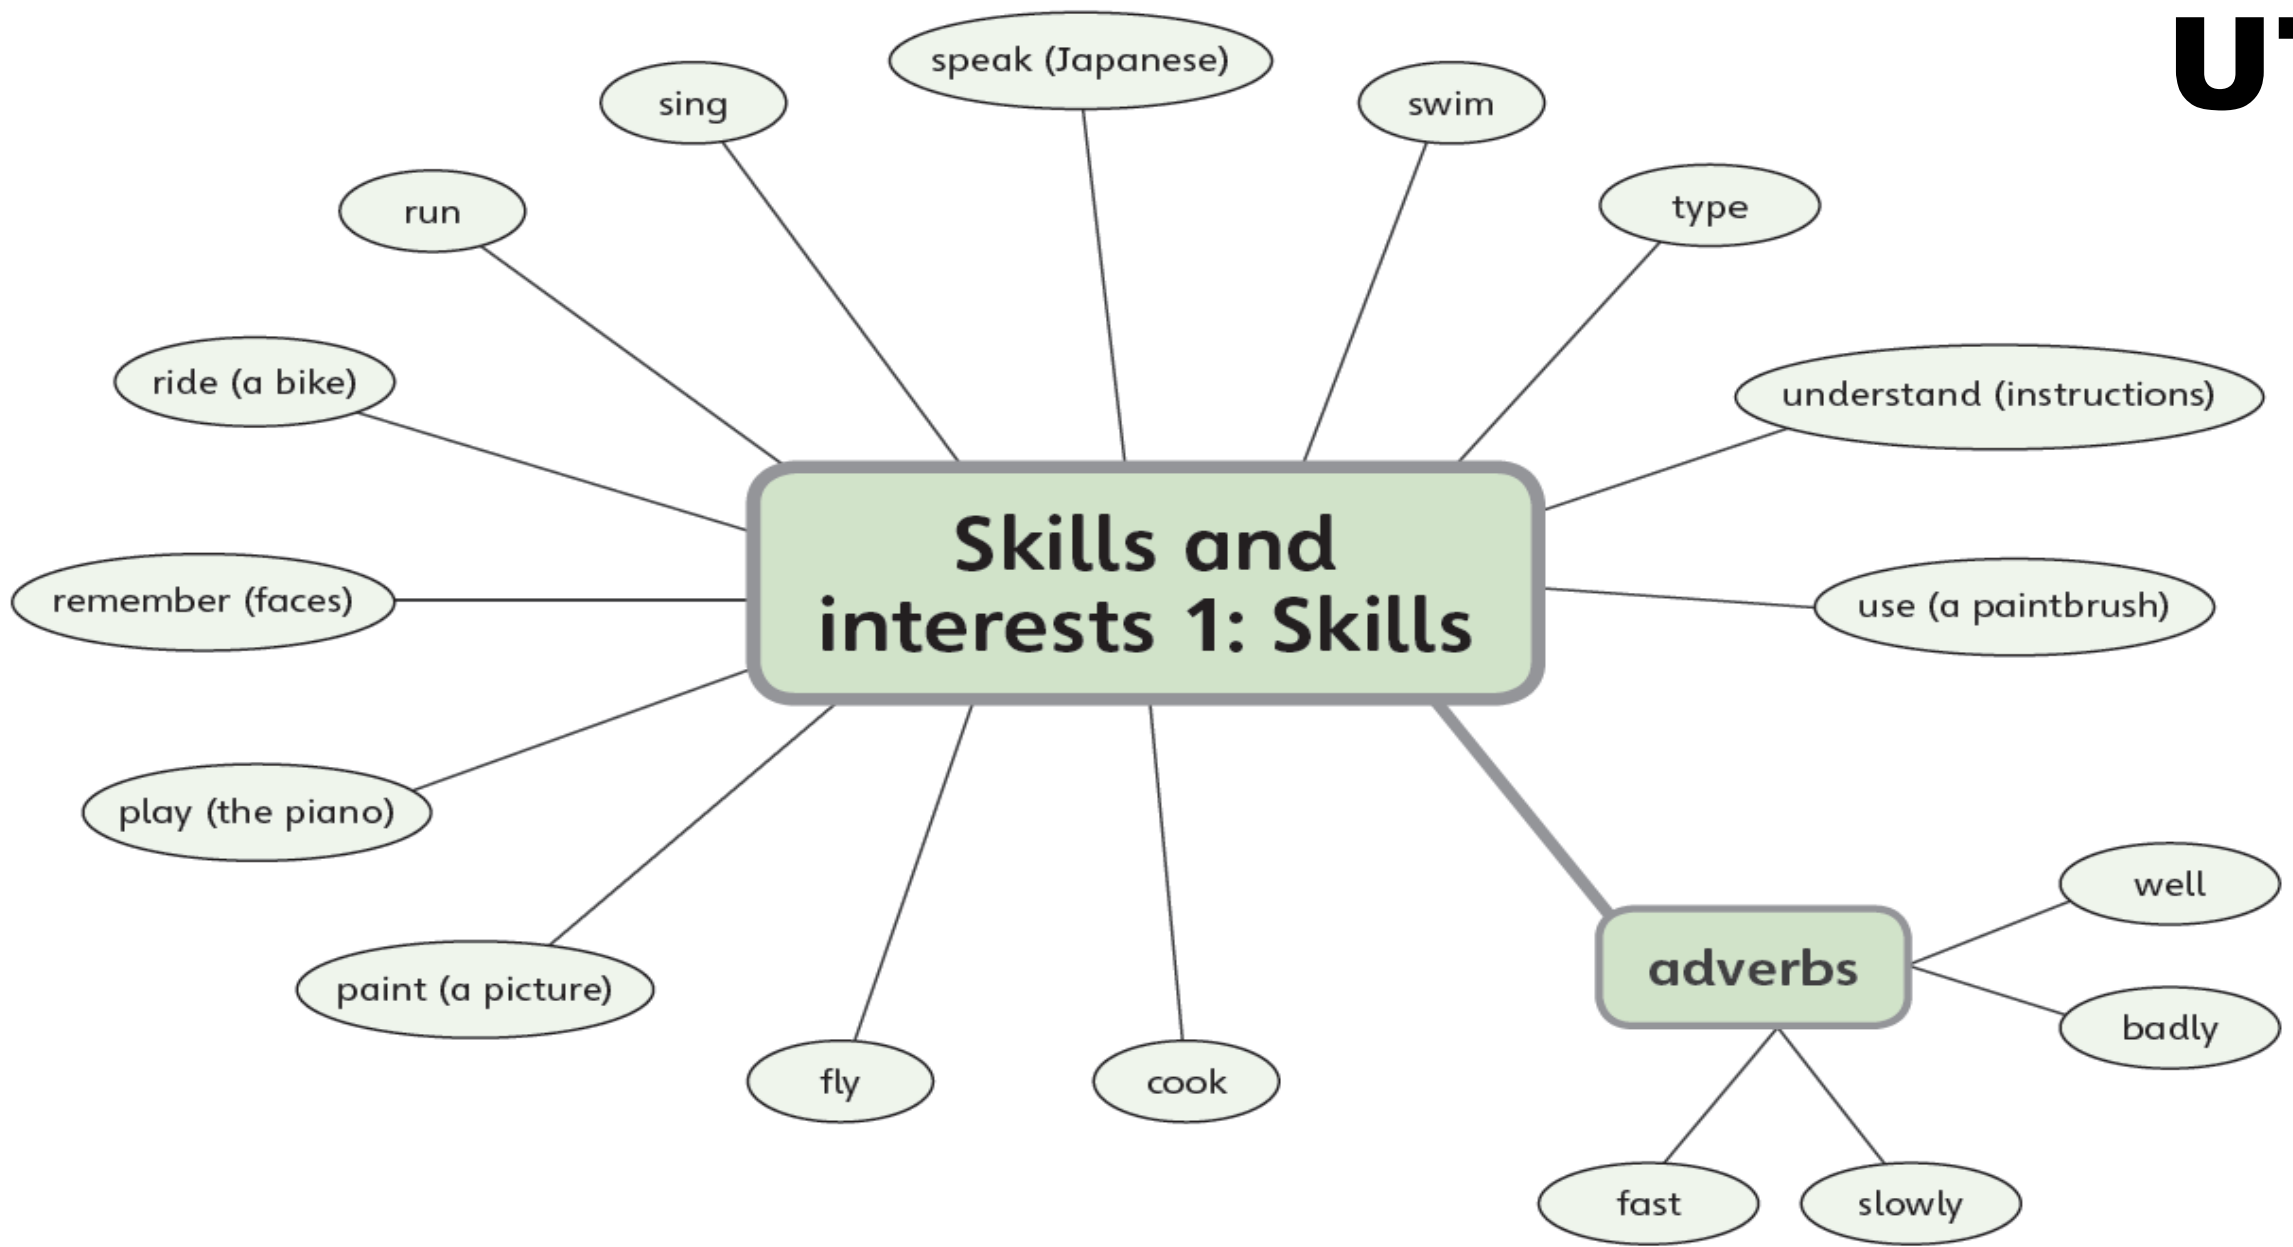 speak (Japanese)
sing
swim
run
type
ride (a bike)
understand (instructions)
Skills and
interests 1: Skills
remember (faces)
use (a paintbrush)
play (the piano)
paint (a picture)
fly
cook
adverbs
well
badly
fast
slowly